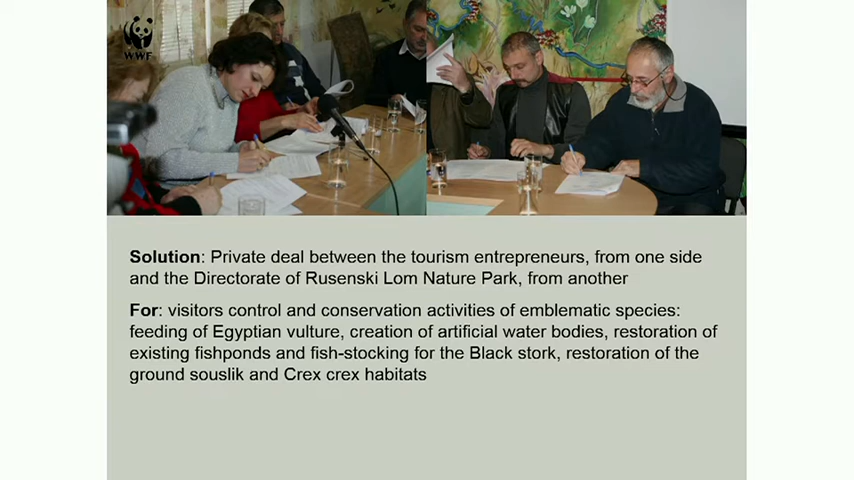 WWF
Solution: Private deal between the tourism entrepreneurs, from one side
and the Directorate of Rusenski Lom Nature Park, from another
For: visitors control and conservation activities of emblematic species:
feeding of Egyptian vulture, creation of artificial water bodies, restoration of
existing fishponds and fish-stocking for the Black stork, restoration of the
ground souslik and Crex crex habitats